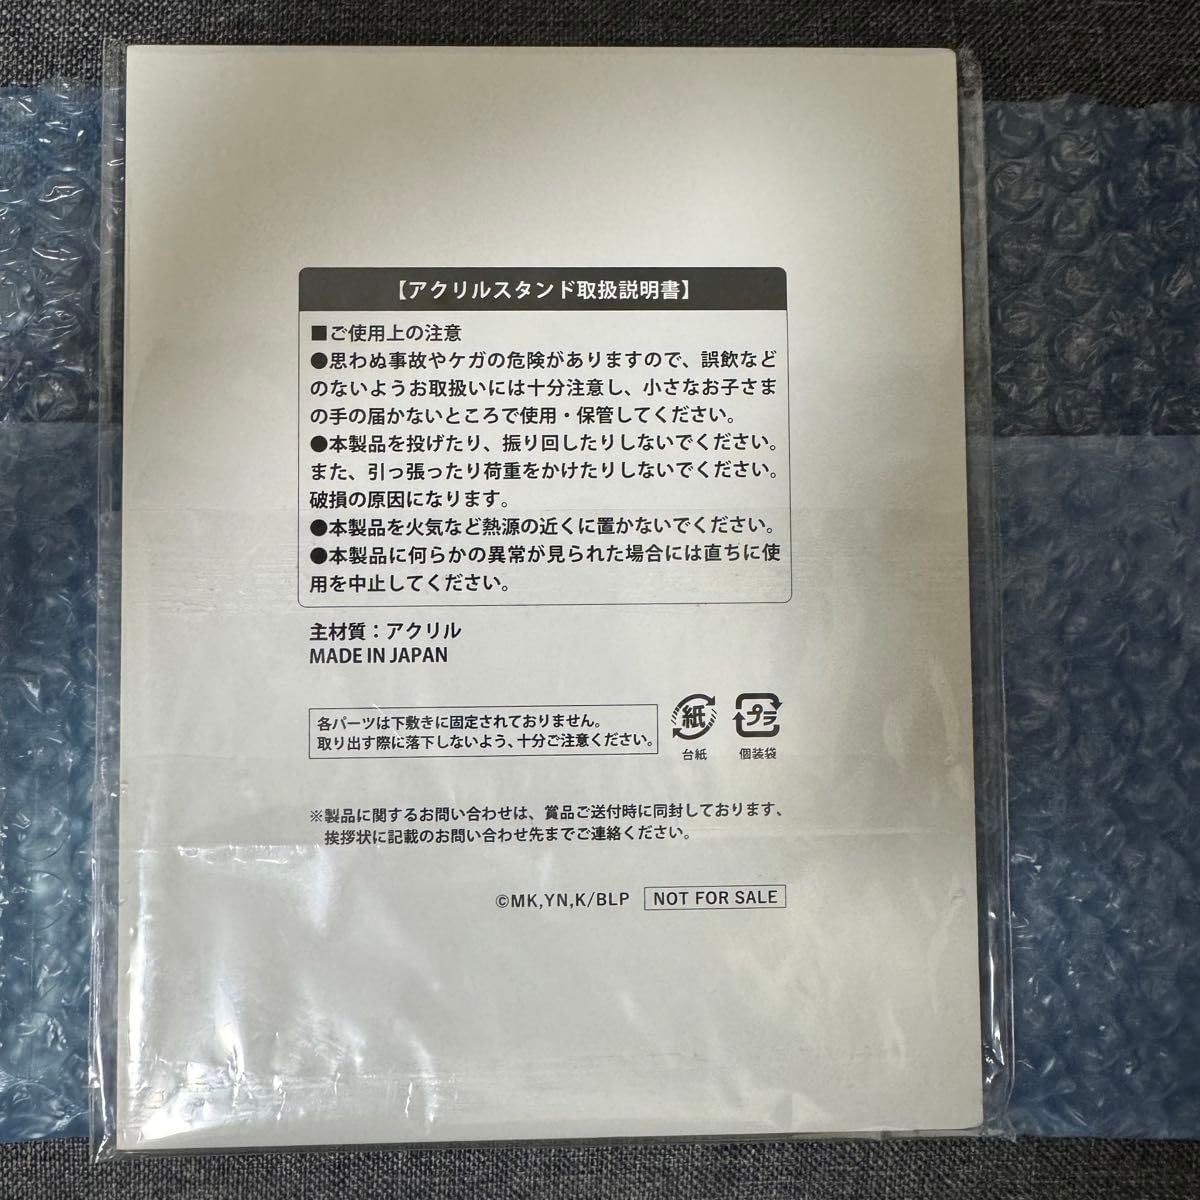 【アクリルスタンド取扱説明書】
■ご使用上の注意
●思わぬ事故やケガの危険がありますので、誤飲など
のないようお取扱いには十分注意し、小さなお子さま
の手の届かないところで使用・保管してください。
●本製品を投げたり、振り回したりしないでください。
また、引っ張ったり荷重をかけたりしないでください。
破損の原因になります。
●本製品を火気など熱源の近くに置かないでください。
●本製品に何らかの異常が見られた場合には直ちに使
用を中止してください。
主材質：アクリル
MADE IN JAPAN
各パーツは下敷きに固定されておりません。
取り出す際に落下しないよう、十分ご注意ください。
紙
台紙
プラ
個装袋
※製品に関するお問い合わせは、賞品ご送付時に同封しております、
挨拶状に記載のお問い合わせ先までご連絡ください。
©MK,YN,K/BLP
NOT FOR SALE